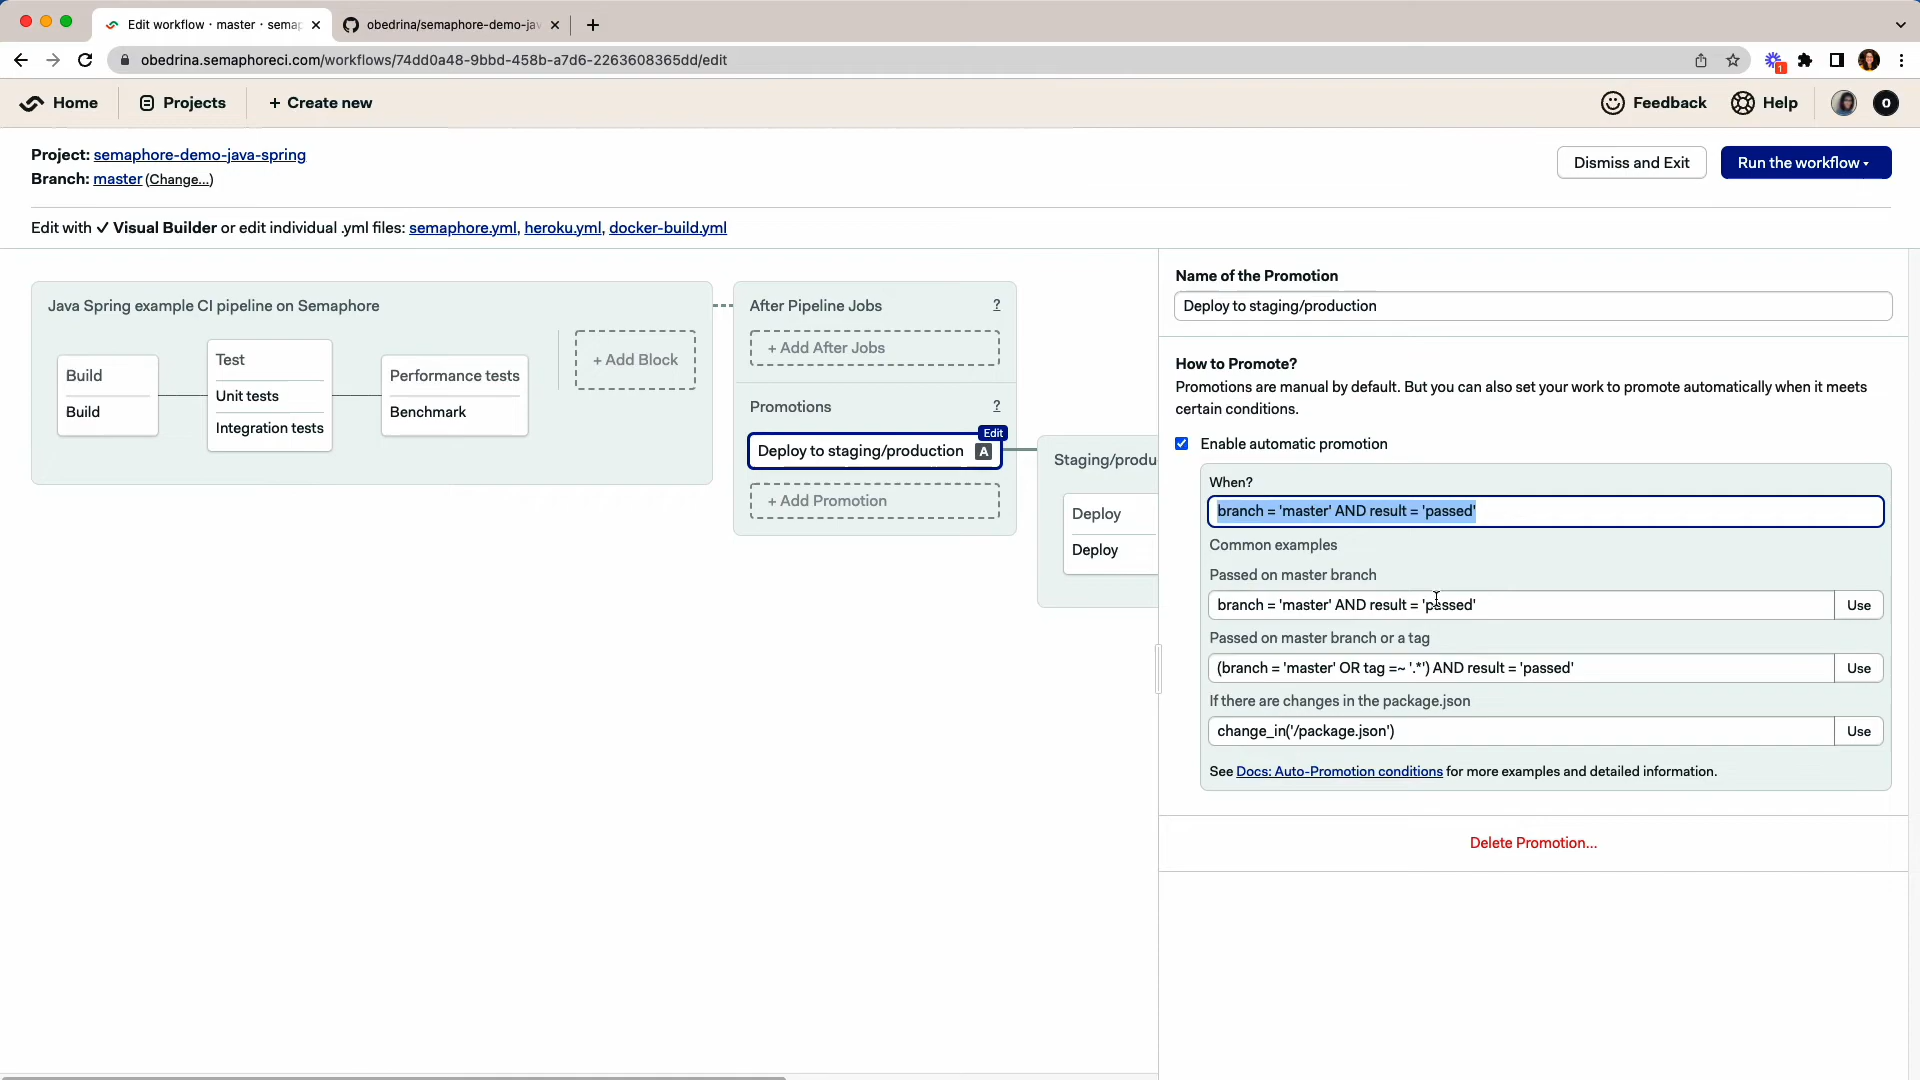 Edit workflow · master · semap
obedrina/semaphore-demo-jav
obedrina.semaphoreci.com/workflows/74dd0a48-9bbd-458b-a7d6-2263608365dd/edit
1
Home
Projects
+ Create new
Feedback
Help
O
Project: semaphore-demo-java-spring
Branch: master (Change...)
Dismiss and Exit
Run the workflow
Edit with ✓ Visual Builder or edit individual .yml files: semaphore.yml, heroku.yml, docker-build.yml
Java Spring example CI pipeline on Semaphore
Build
Build
Test
Unit tests
Integration tests
Performance tests
Benchmark
+ Add Block
After Pipeline Jobs
?
+ Add After Jobs
Promotions
?
Edit
Deploy to staging/production A
+ Add Promotion
Staging/produ
Deploy
Deploy
Name of the Promotion
Deploy to staging/production
How to Promote?
Promotions are manual by default. But you can also set your work to promote automatically when it meets
certain conditions.
Enable automatic promotion
When?
branch = 'master' AND result = 'passed'
Common examples
Passed on master branch
branch = 'master' AND result = 'passed'
Use
Passed on master branch or a tag
(branch = 'master' OR tag =~ '.*') AND result = 'passed'
Use
If there are changes in the package.json
change_in('/package.json')
Use
See Docs: Auto-Promotion conditions for more examples and detailed information.
Delete Promotion...